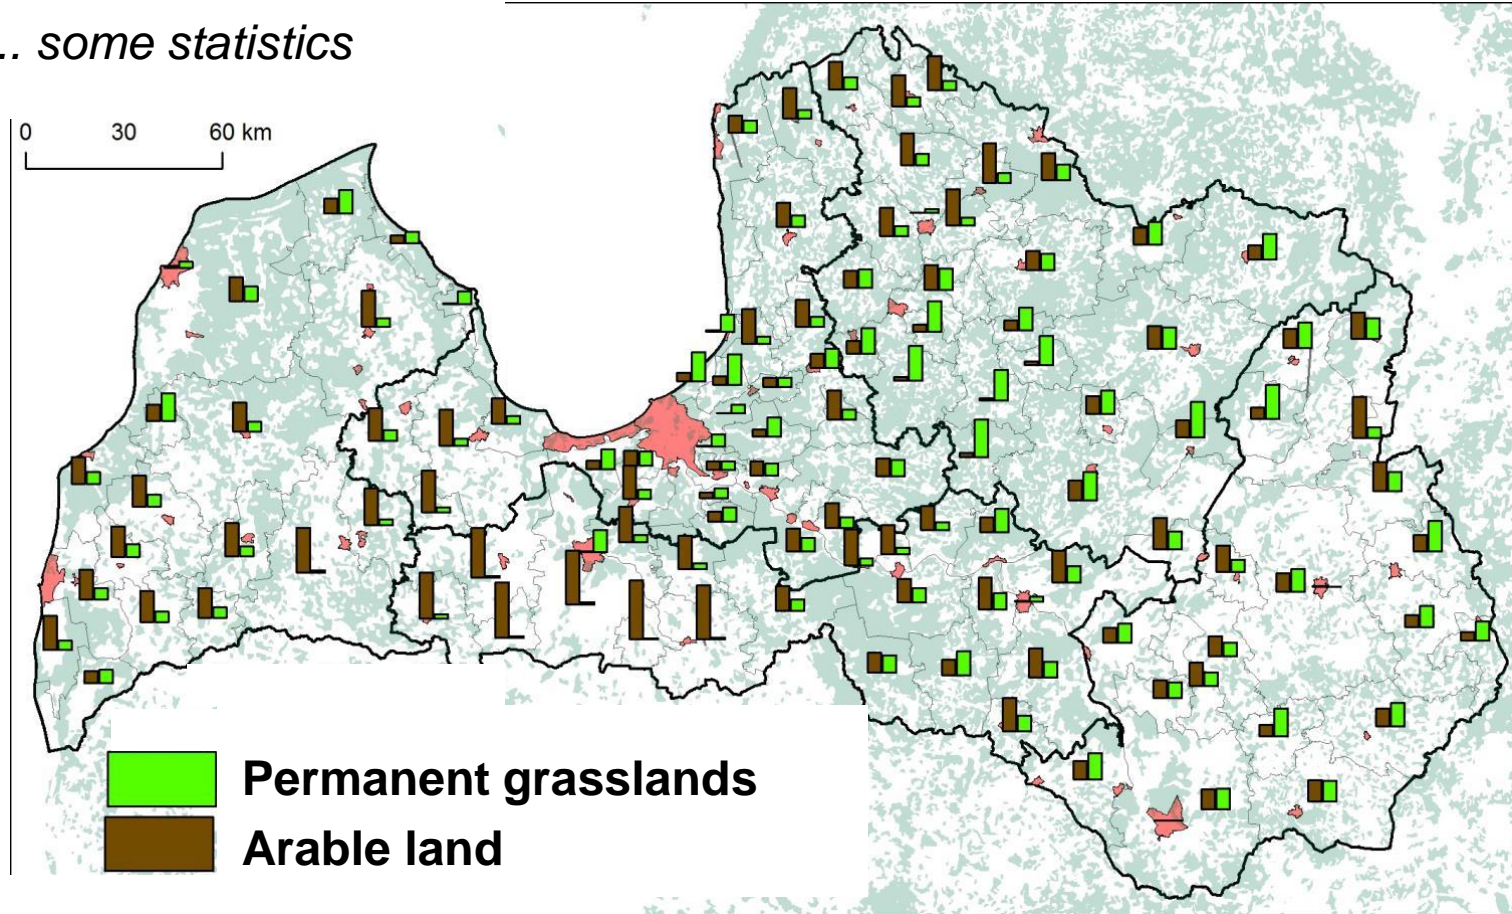 .. some statistics
0 30 60 km
Permanent grasslands
Arable land